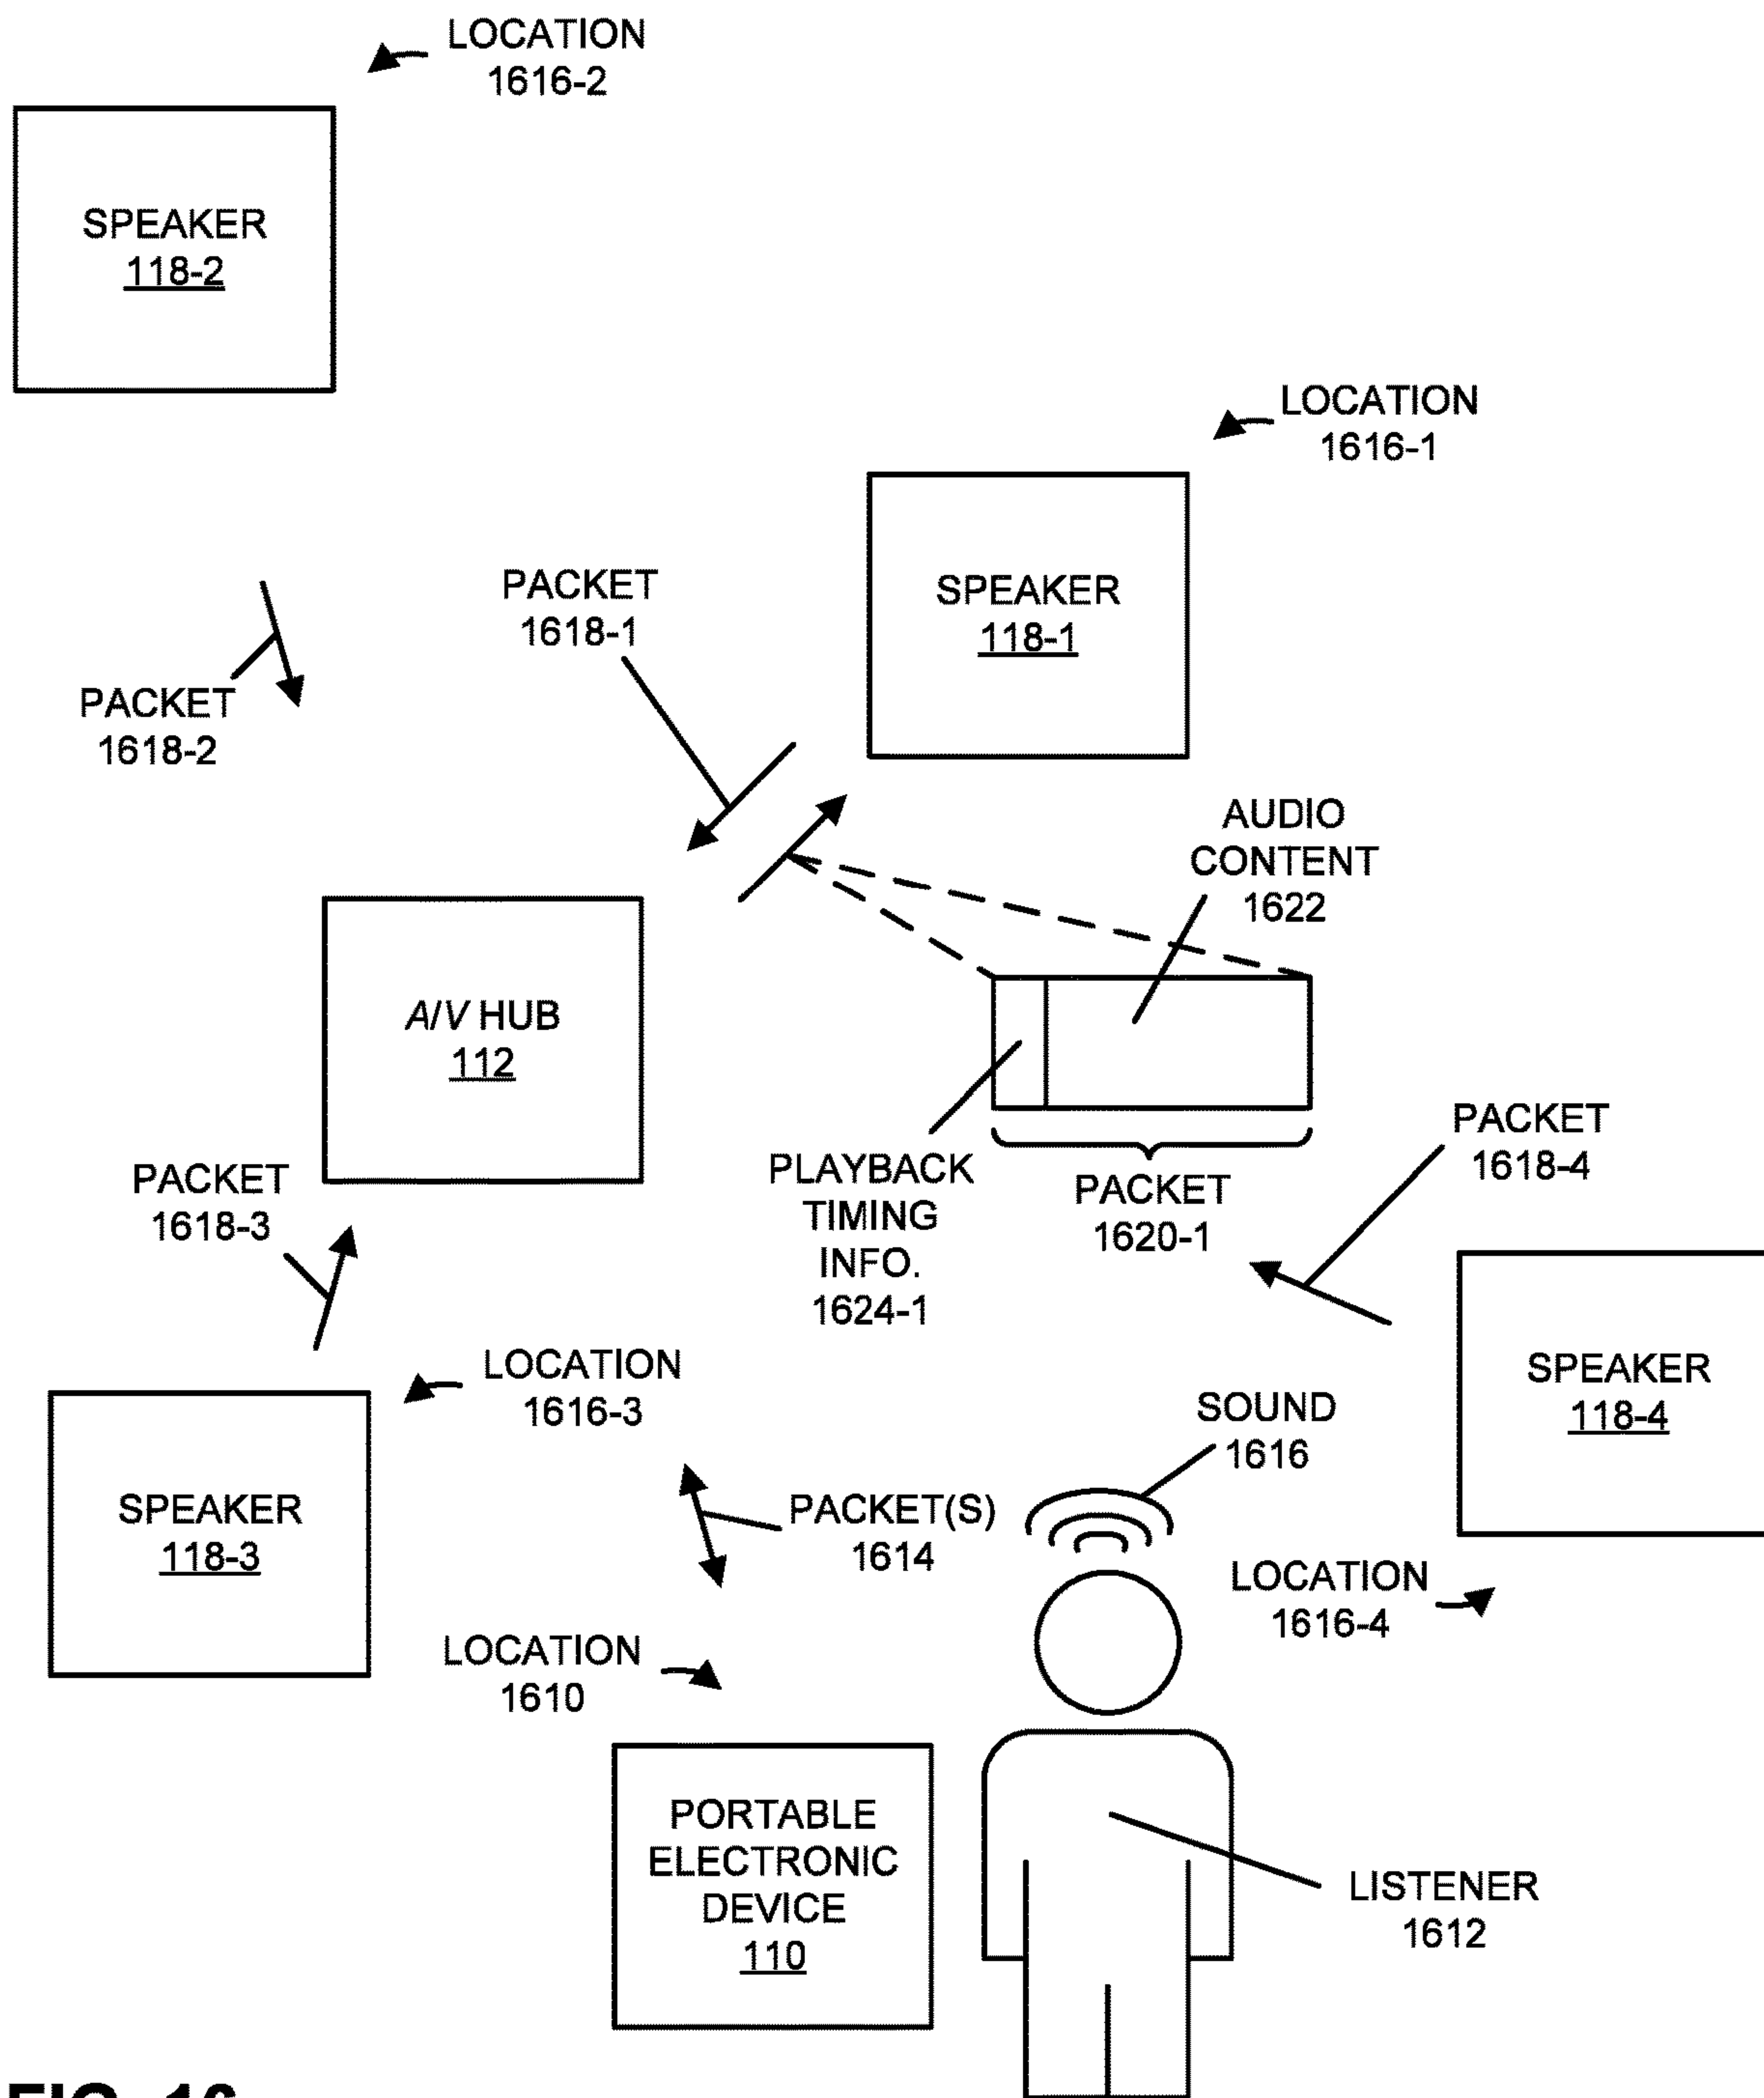 LOCATION
1616-2
SPEAKER
118-2
LOCATION
1616-1
SPEAKER
118-1
PACKET
1618-1
PACKET
1618-2
AUDIO
CONTENT
1622
A/V HUB
112
PACKET
1618-4
PLAYBACK
TIMING
INFO.
1624-1
PACKET
1620-1
PACKET
1618-3
LOCATION
1616-3
SPEAKER
118-4
SOUND
1616
SPEAKER
118-3
PACKET(S)
1614
LOCATION
1616-4
LOCATION
1610
PORTABLE
ELECTRONIC
DEVICE
110
LISTENER
1612
FIG. 16